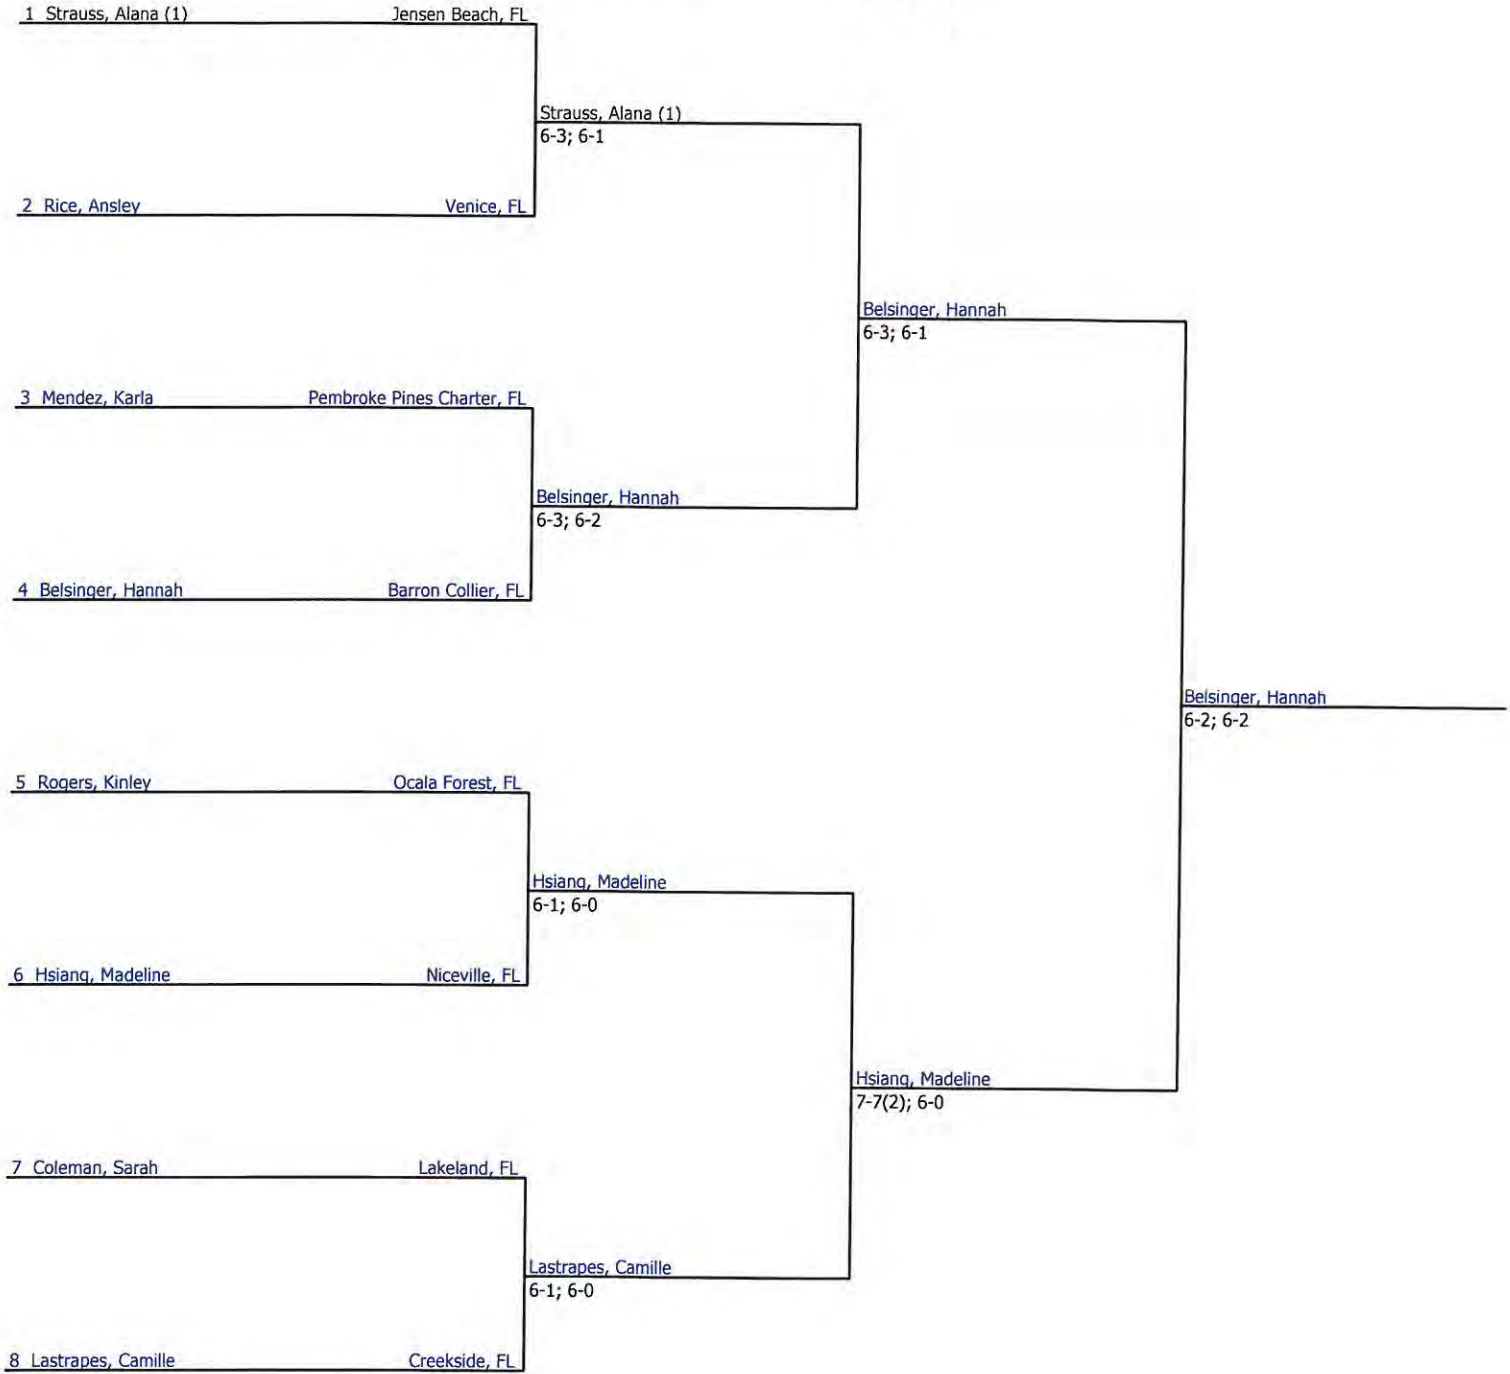 1 Strauss, Alana (1) Jensen Beach, FL
Strauss, Alana (1)
6-3; 6-1
2 Rice, Ansley Venice, FL
Belsinger, Hannah
6-3; 6-1
3 Mendez, Karla Pembroke Pines Charter, FL
Belsinger, Hannah
6-3; 6-2
4 Belsinger, Hannah Barron Collier, FL
Belsinger, Hannah
6-2; 6-2
5 Rogers, Kinley Ocala Forest, FL
Hsiang, Madeline
6-1; 6-0
6 Hsiang, Madeline Niceville, FL
Hsiang, Madeline
7-7(2); 6-0
7 Coleman, Sarah Lakeland, FL
Lastrapes, Camille
6-1; 6-0
8 Lastrapes, Camille Creekside, FL